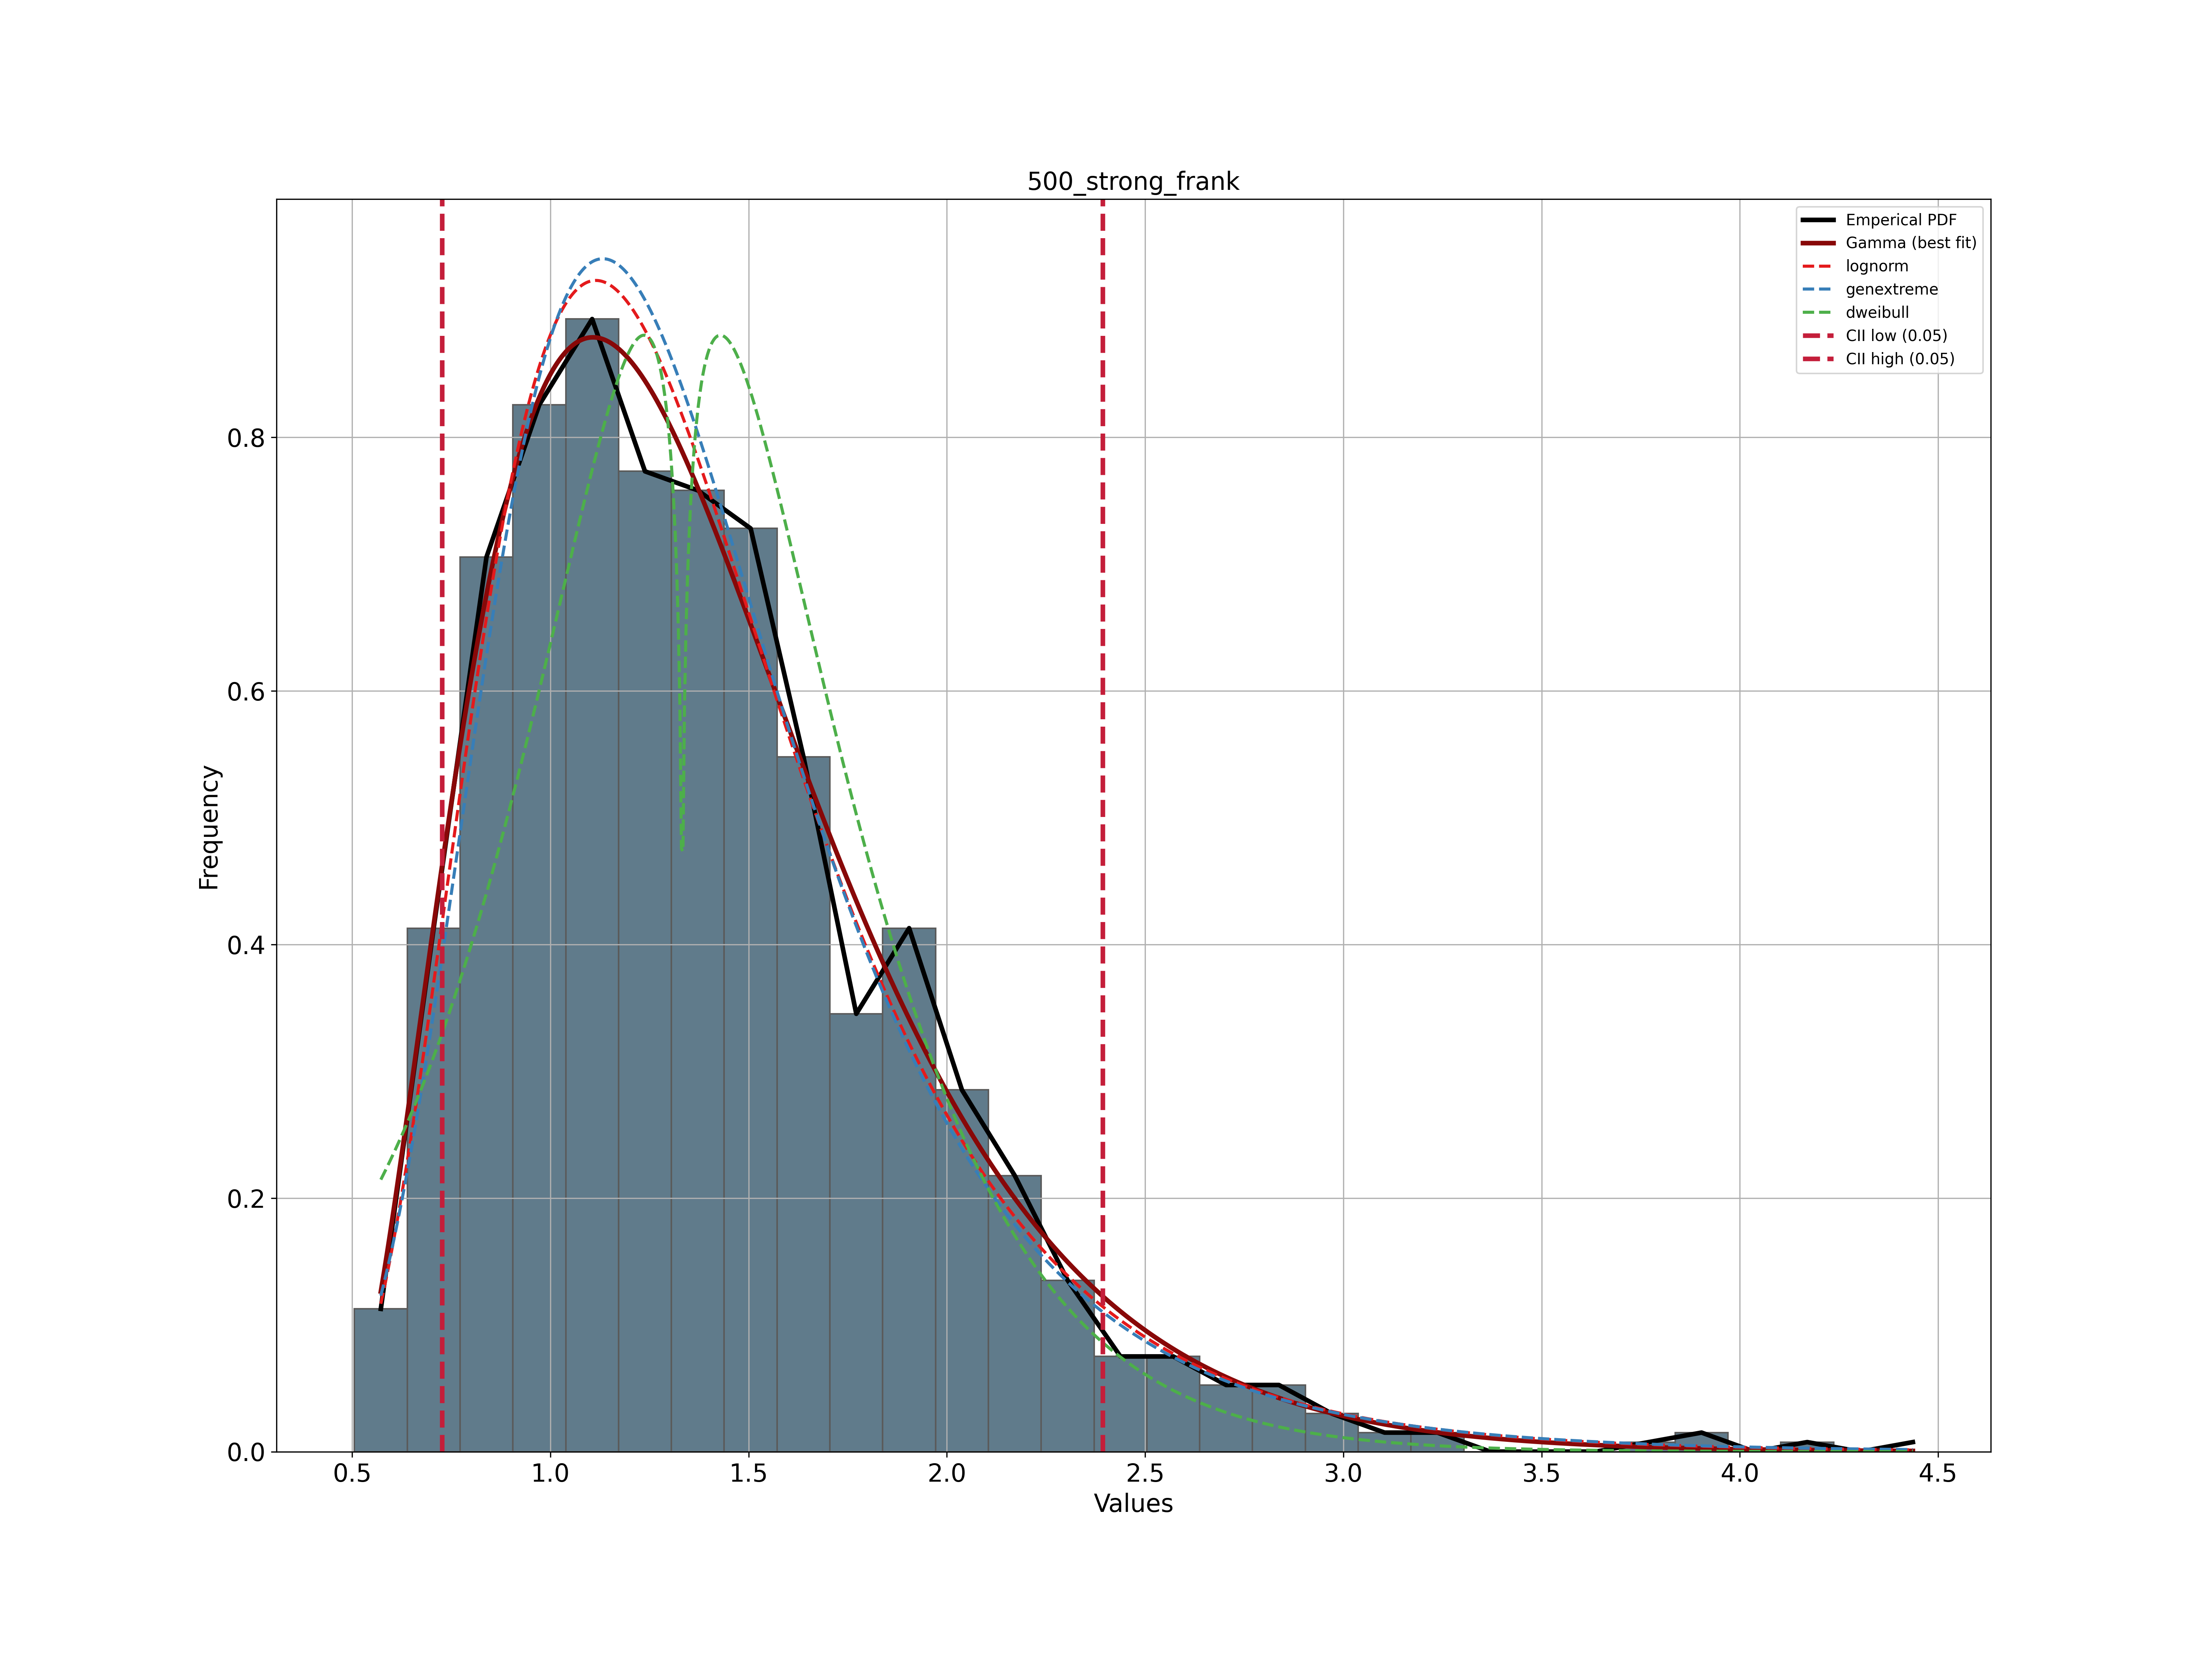 500_strong_frank
Emperical PDF
Gamma (best fit)
lognorm
genextreme
dweibull
CII low (0.05)
CII high (0.05)
Frequency
0.8
0.6
0.4
0.2
0.0
0.5 1.0 1.5 2.0 2.5 3.0 3.5 4.0 4.5
Values